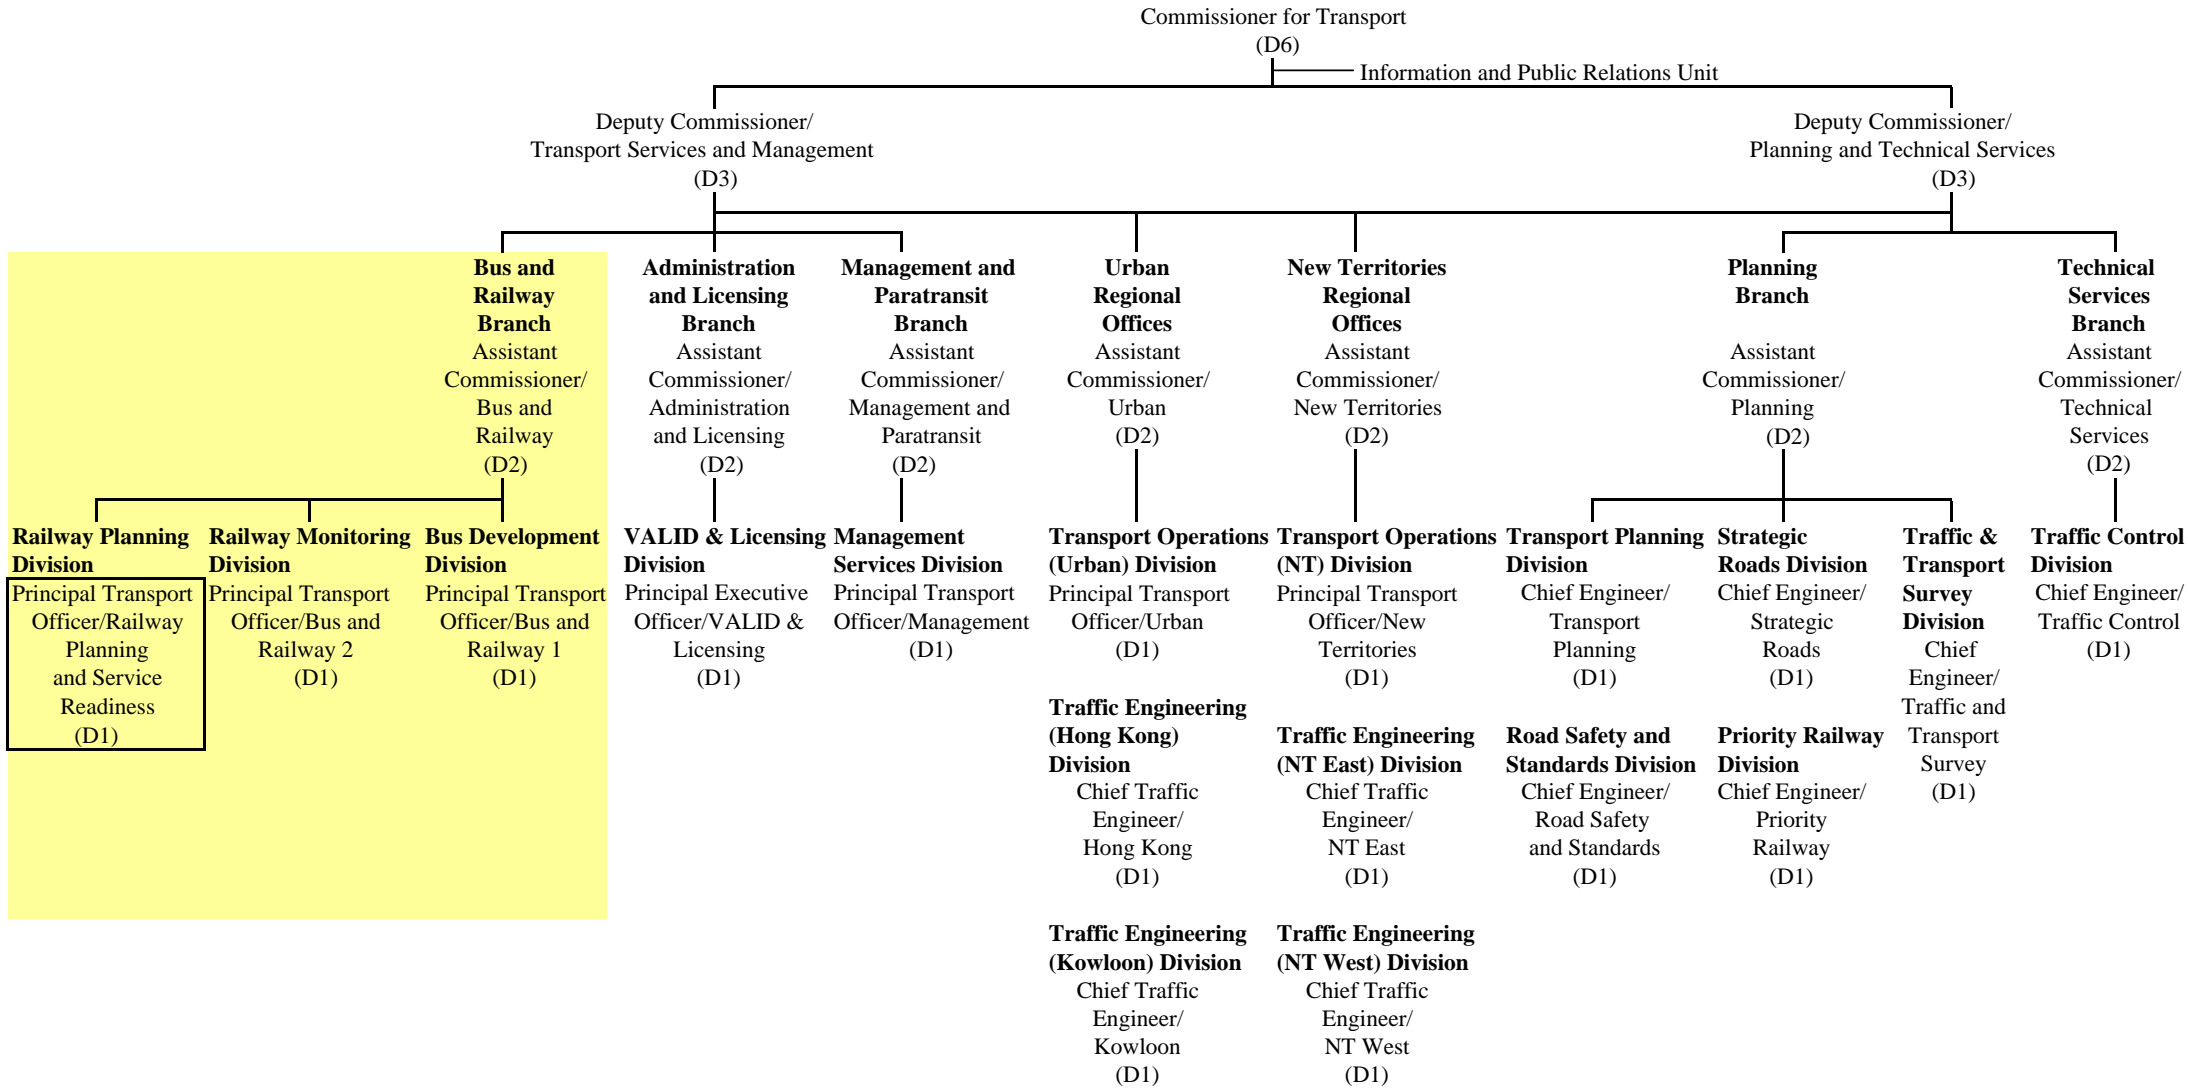 Commissioner for Transport
(D6)
Information and Public Relations Unit
Deputy Commissioner/
Transport Services and Management
(D3)
Deputy Commissioner/
Planning and Technical Services
(D3)
Bus and
Railway
Branch
Assistant
Commissioner/
Bus and
Railway
(D2)
Administration
and Licensing
Branch
Assistant
Commissioner/
Administration
and Licensing
(D2)
Management and
Paratransit
Branch
Assistant
Commissioner/
Management and
Paratransit
(D2)
Urban
Regional
Offices
Assistant
Commissioner/
Urban
(D2)
New Territories
Regional
Offices
Assistant
Commissioner/
New Territories
(D2)
Planning
Branch
Assistant
Commissioner/
Planning
(D2)
Technical
Services
Branch
Assistant
Commissioner/
Technical
Services
(D2)
Railway Planning
Division
Principal Transport
Officer/Railway
Planning
and Service
Readiness
(D1)
Railway Monitoring
Division
Principal Transport
Officer/Bus and
Railway 2
(D1)
Bus Development
Division
Principal Transport
Officer/Bus and
Railway 1
(D1)
VALID & Licensing
Division
Principal Executive
Officer/VALID &
Licensing
(D1)
Management
Services Division
Principal Transport
Officer/Management
(D1)
Transport Operations
(Urban) Division
Principal Transport
Officer/Urban
(D1)
Traffic Engineering
(Hong Kong)
Division
Chief Traffic
Engineer/
Hong Kong
(D1)
Traffic Engineering
(Kowloon) Division
Chief Traffic
Engineer/
Kowloon
(D1)
Transport Operations
(NT) Division
Principal Transport
Officer/New
Territories
(D1)
Traffic Engineering
(NT East) Division
Chief Traffic
Engineer/
NT East
(D1)
Traffic Engineering
(NT West) Division
Chief Traffic
Engineer/
NT West
(D1)
Transport Planning
Division
Chief Engineer/
Transport
Planning
(D1)
Road Safety and
Standards Division
Chief Engineer/
Road Safety
and Standards
(D1)
Strategic
Roads Division
Chief Engineer/
Strategic
Roads
(D1)
Priority Railway
Division
Chief Engineer/
Priority
Railway
(D1)
Traffic &
Transport
Survey
Division
Chief
Engineer/
Traffic and
Transport
Survey
(D1)
Traffic Control
Division
Chief Engineer/
Traffic Control
(D1)